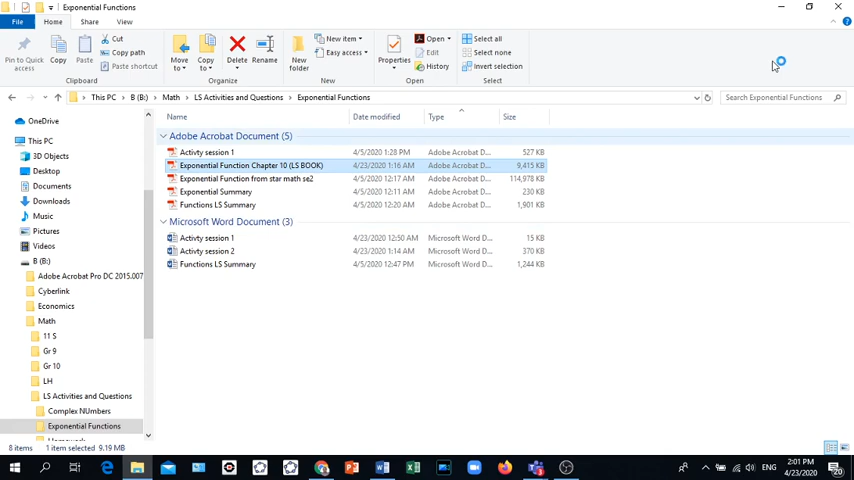 Exponential Functions
File Home Share View
Pin to Quick access
Copy
Paste
Cut
Copy path
Paste shortcut
Clipboard
Move to
Copy to
Delete
Rename
Organize
New folder
New item
Easy access
New
Properties
Open
Edit
History
Open
Select all
Select none
Invert selection
Select
This PC > B (B:) > Math > LS Activities and Questions > Exponential Functions
Search Exponential Functions
Name Date modified Type Size
Adobe Acrobat Document (5)
Activty session 1 4/5/2020 1:28 PM Adobe Acrobat D... 527 KB
Exponential Function Chapter 10 (LS BOOK) 4/23/2020 1:16 AM Adobe Acrobat D... 9,415 KB
Exponential Function from star math se2 4/5/2020 12:17 AM Adobe Acrobat D... 114,978 KB
Exponential Summary 4/5/2020 12:11 AM Adobe Acrobat D... 230 KB
Functions LS Summary 4/5/2020 12:20 AM Adobe Acrobat D... 1,901 KB
Microsoft Word Document (3)
Activty session 1 4/23/2020 12:50 AM Microsoft Word D... 15 KB
Activty session 2 4/23/2020 1:14 AM Microsoft Word D... 370 KB
Functions LS Summary 4/5/2020 12:47 PM Microsoft Word D... 1,244 KB
OneDrive
This PC
3D Objects
Desktop
Documents
Downloads
Music
Pictures
Videos
B (B:)
Adobe Acrobat Pro DC 2015.007
Cyberlink
Economics
Math
11 S
Gr 9
Gr 10
LH
LS Activities and Questions
Complex NUmbers
Exponential Functions
Homework
8 items 1 item selected 9.19 MB
ENG
2:01 PM
4/23/2020
20